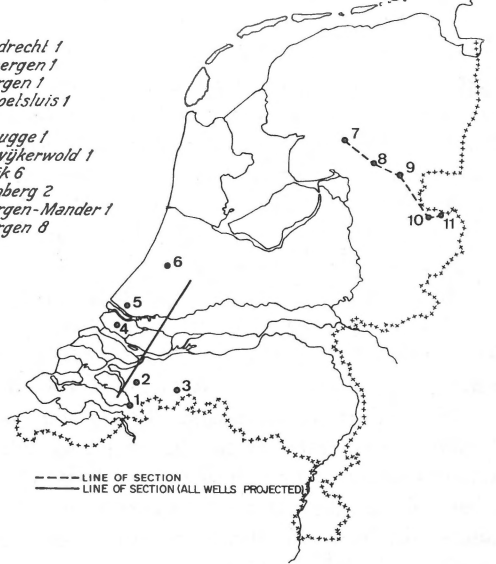 drecht 1
ergen 1
rgen 1
oetsluis 1
ugge 1
wijkerwold 1
ik 6
nberg 2
rgen-Mander 1
rgen 8
7
8
9
10
11
6
5
4
2
3
1
LINE OF SECTION
LINE OF SECTION (ALL WELLS PROJECTED)